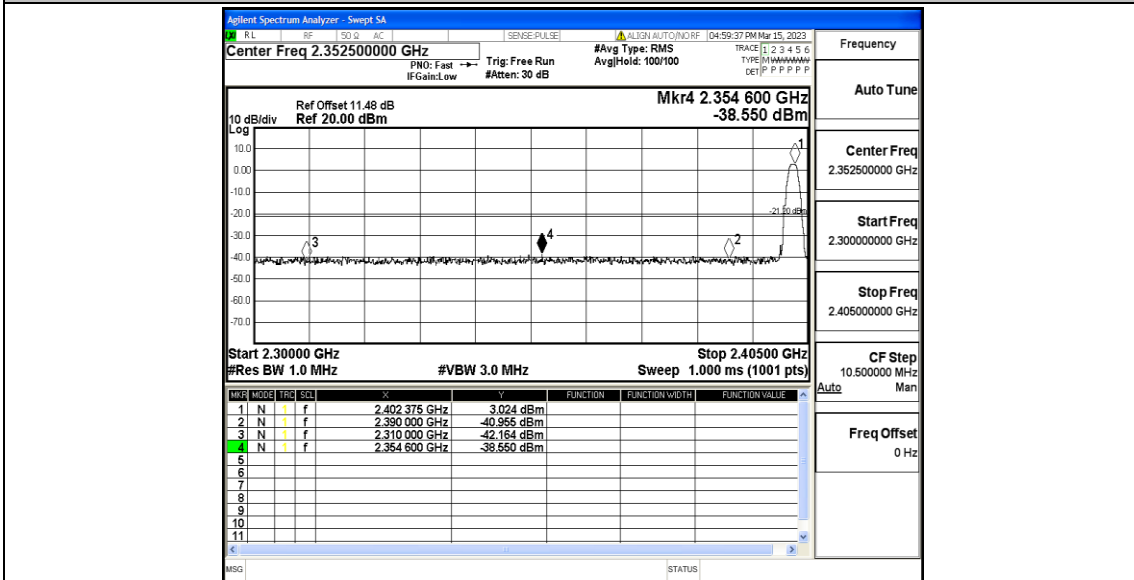 Agilent Spectrum Analyzer - Swept SA
RL RF 50 Ω AC SENSE:PULSE ALIGN AUTO/NO RF 04:59:37 PM Mar 15, 2023
Center Freq 2.352500000 GHz
PNO: Fast
IFGain:Low
Trig: Free Run
#Atten: 30 dB
#Avg Type: RMS
Avg|Hold: 100/100
TRACE 1 2 3 4 5 6
TYPE M
DET P P P P P P
Ref Offset 11.48 dB
10 dB/div Ref 20.00 dBm
Log
Mkr4 2.354 600 GHz
-38.550 dBm
10.0
0.00
-10.0
-20.0
-30.0
-40.0
-50.0
-60.0
-70.0
1
-21.20 dBm
2
3
4
Start 2.30000 GHz Stop 2.40500 GHz
#Res BW 1.0 MHz #VBW 3.0 MHz Sweep 1.000 ms (1001 pts)
MKR MODE TRC SCL X Y FUNCTION FUNCTION WIDTH FUNCTION VALUE
1 N 1 f 2.402 375 GHz 3.024 dBm
2 N 1 f 2.390 000 GHz -40.955 dBm
3 N 1 f 2.310 000 GHz -42.164 dBm
4 N 1 f 2.354 600 GHz -38.550 dBm
5
6
7
8
9
10
11
MSG STATUS
Frequency
Auto Tune
Center Freq
2.352500000 GHz
Start Freq
2.300000000 GHz
Stop Freq
2.405000000 GHz
CF Step
10.500000 MHz
Auto Man
Freq Offset
0 Hz